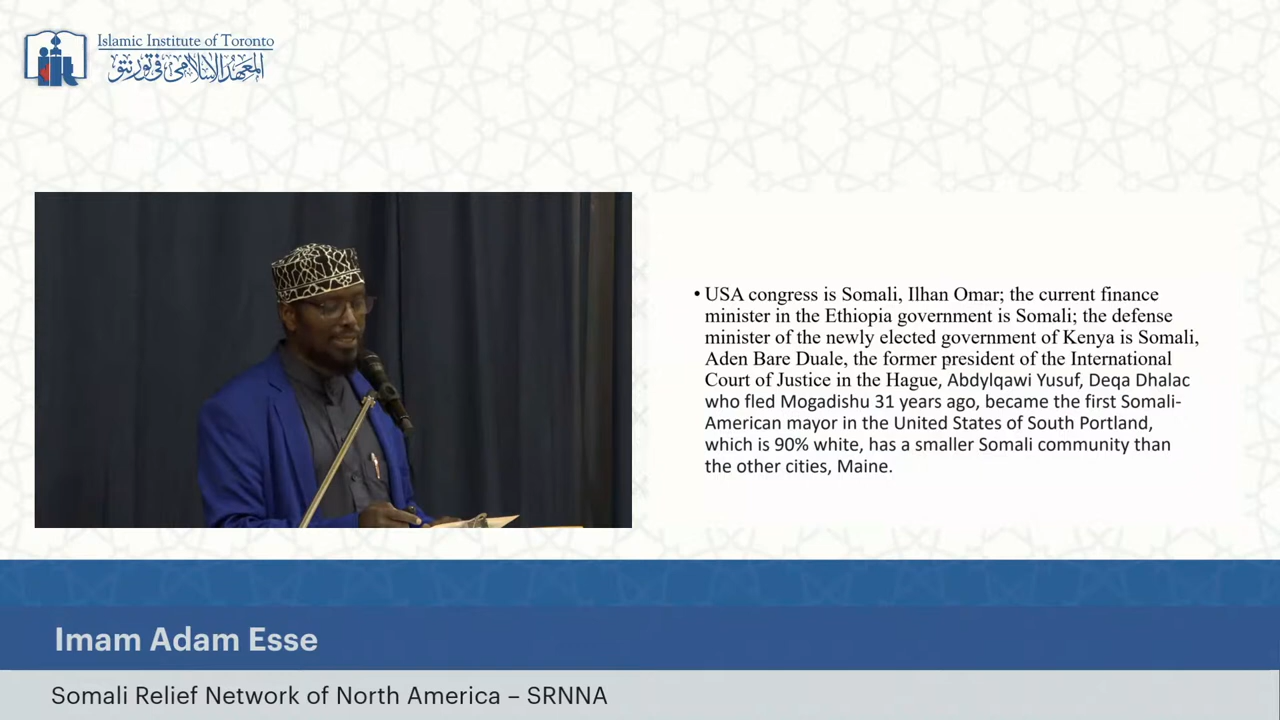 Islamic Institute of Toronto
المعهد الإسلامي في تورنتو
• USA congress is Somali, Ilhan Omar; the current finance
minister in the Ethiopia government is Somali; the defense
minister of the newly elected government of Kenya is Somali,
Aden Bare Duale, the former president of the International
Court of Justice in the Hague, Abdylqawi Yusuf, Deqa Dhalac
who fled Mogadishu 31 years ago, became the first Somali-
American mayor in the United States of South Portland,
which is 90% white, has a smaller Somali community than
the other cities, Maine.
Imam Adam Esse
Somali Relief Network of North America – SRNNA